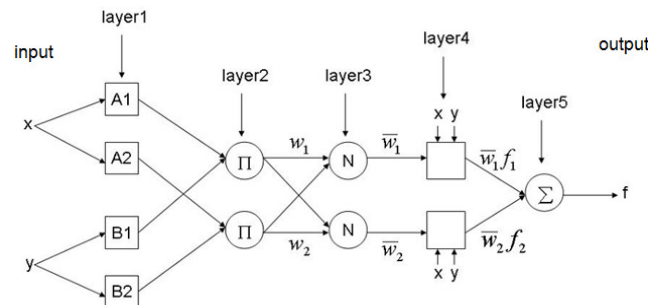 layer1
input
layer4
output
layer2
layer3
A1
x y
layer5
x
w₁
w̅₁
A2
Π
N
w̅₁f₁
Σ
f
B1
Π
w₂
N
w̅₂
w̅₂f₂
y
B2
x y